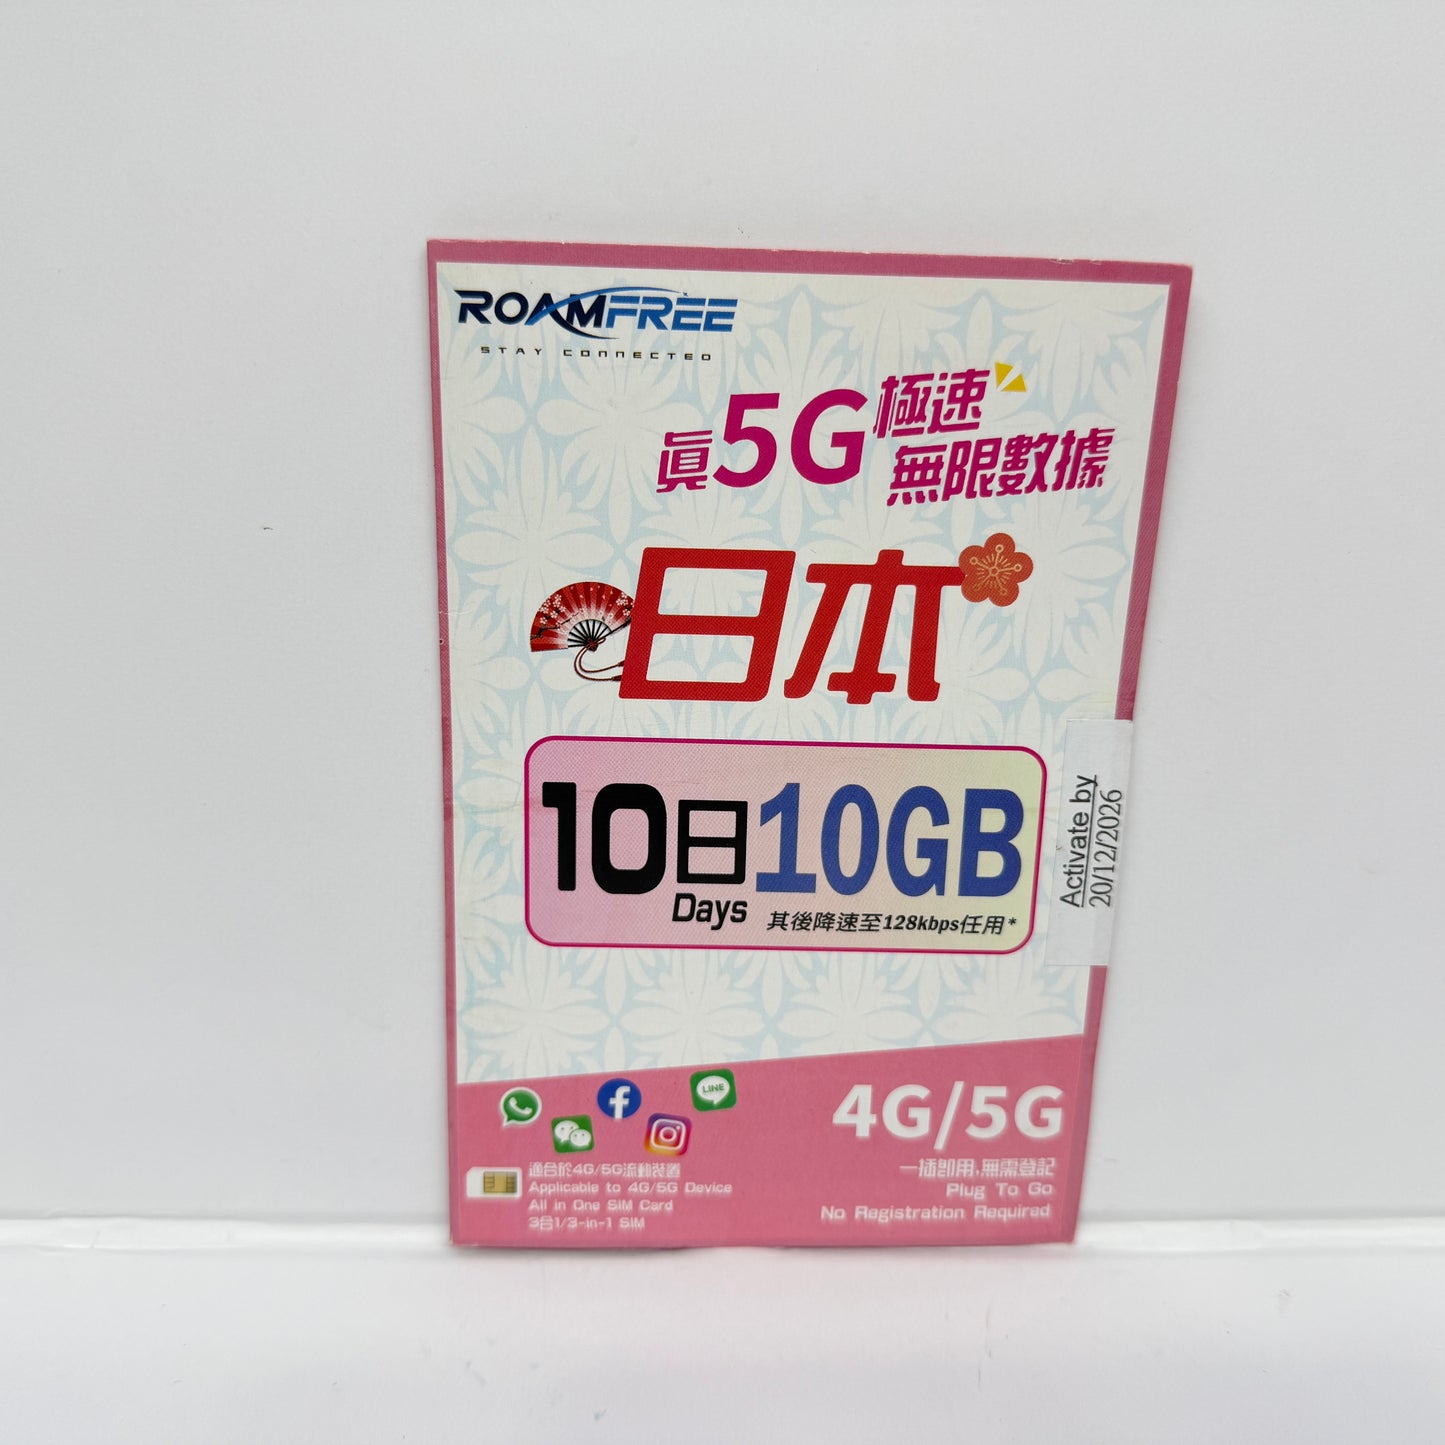 ROAMFREE
STAY CONNECTED
真5G極速
無限數據
日本
10日10GB
Days
其後降速至128kbps任用*
Activate by
20/12/2026
LINE
4G/5G
適合於4G/5G流動裝置
Applicable to 4G/5G Device
All in One SIM Card
3合1/3-in-1 SIM
一插即用,無需登記
Plug To Go
No Registration Required